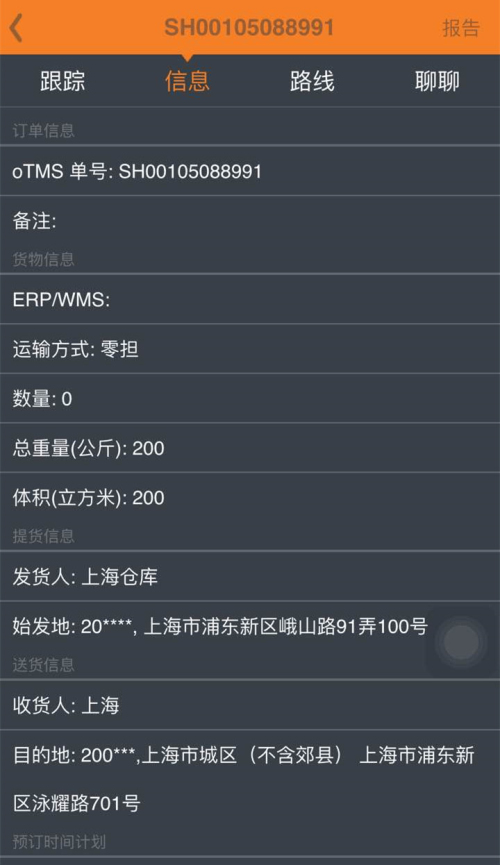 SH00105088991 报告
跟踪 信息 路线 聊聊
订单信息
oTMS 单号: SH00105088991
备注:
货物信息
ERP/WMS:
运输方式: 零担
数量: 0
总重量(公斤): 200
体积(立方米): 200
提货信息
发货人: 上海仓库
始发地: 20****, 上海市浦东新区峨山路91弄100号
送货信息
收货人: 上海
目的地: 200***,上海市城区（不含郊县） 上海市浦东新
区泳耀路701号
预订时间计划